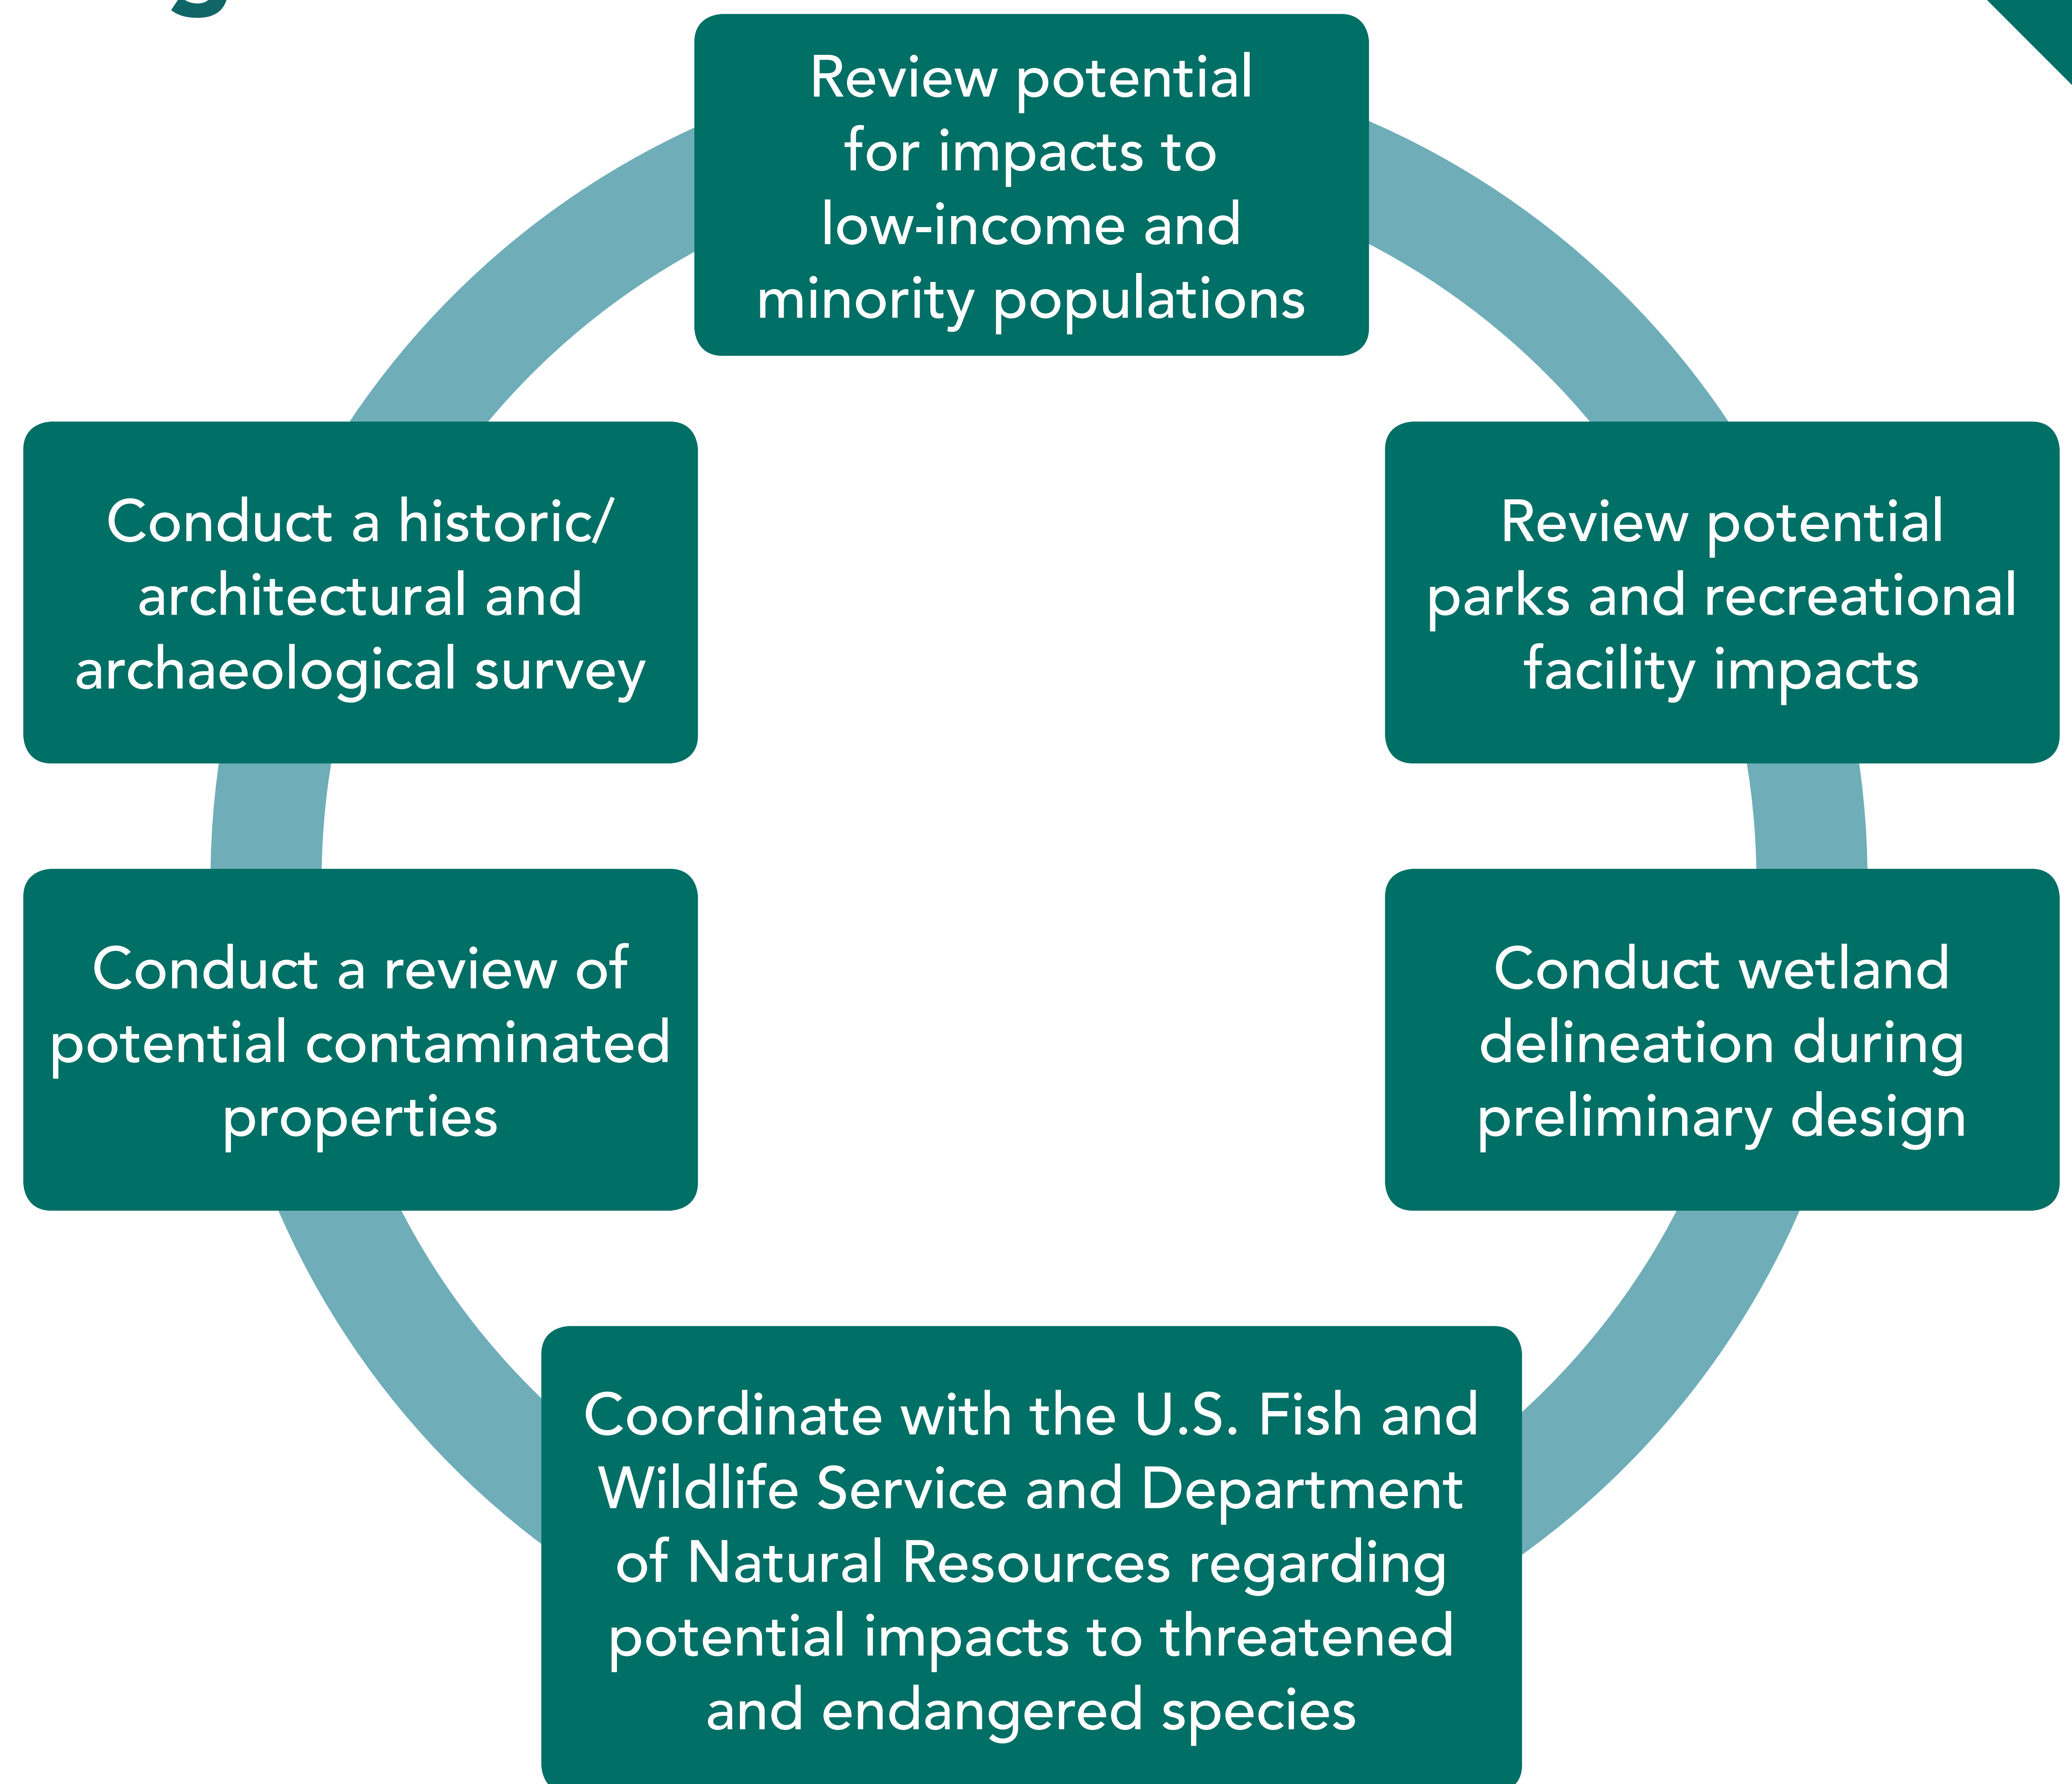 Review potential
for impacts to
low-income and
minority populations
Conduct a historic/
architectural and
archaeological survey
Review potential
parks and recreational
facility impacts
Conduct a review of
potential contaminated
properties
Conduct wetland
delineation during
preliminary design
Coordinate with the U.S. Fish and
Wildlife Service and Department
of Natural Resources regarding
potential impacts to threatened
and endangered species